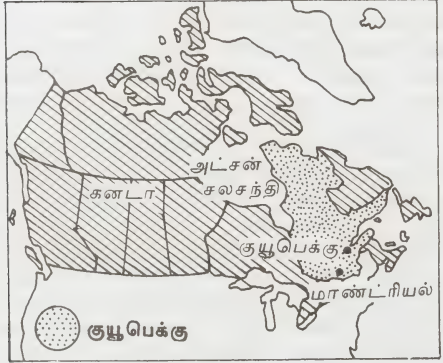 அட்சன்
சலசந்தி
கனடா
குயூபெக்கு
மாண்ட்ரியல்
குயூபெக்கு